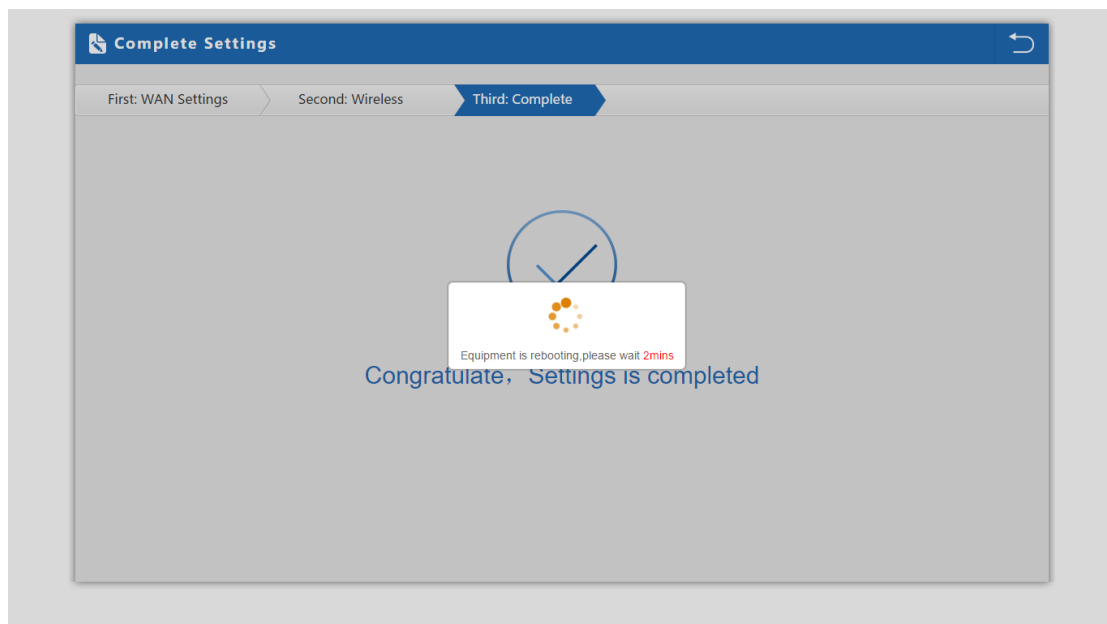 Complete Settings
First: WAN Settings
Second: Wireless
Third: Complete
Equipment is rebooting,please wait 2mins
Congratulate，Settings is completed